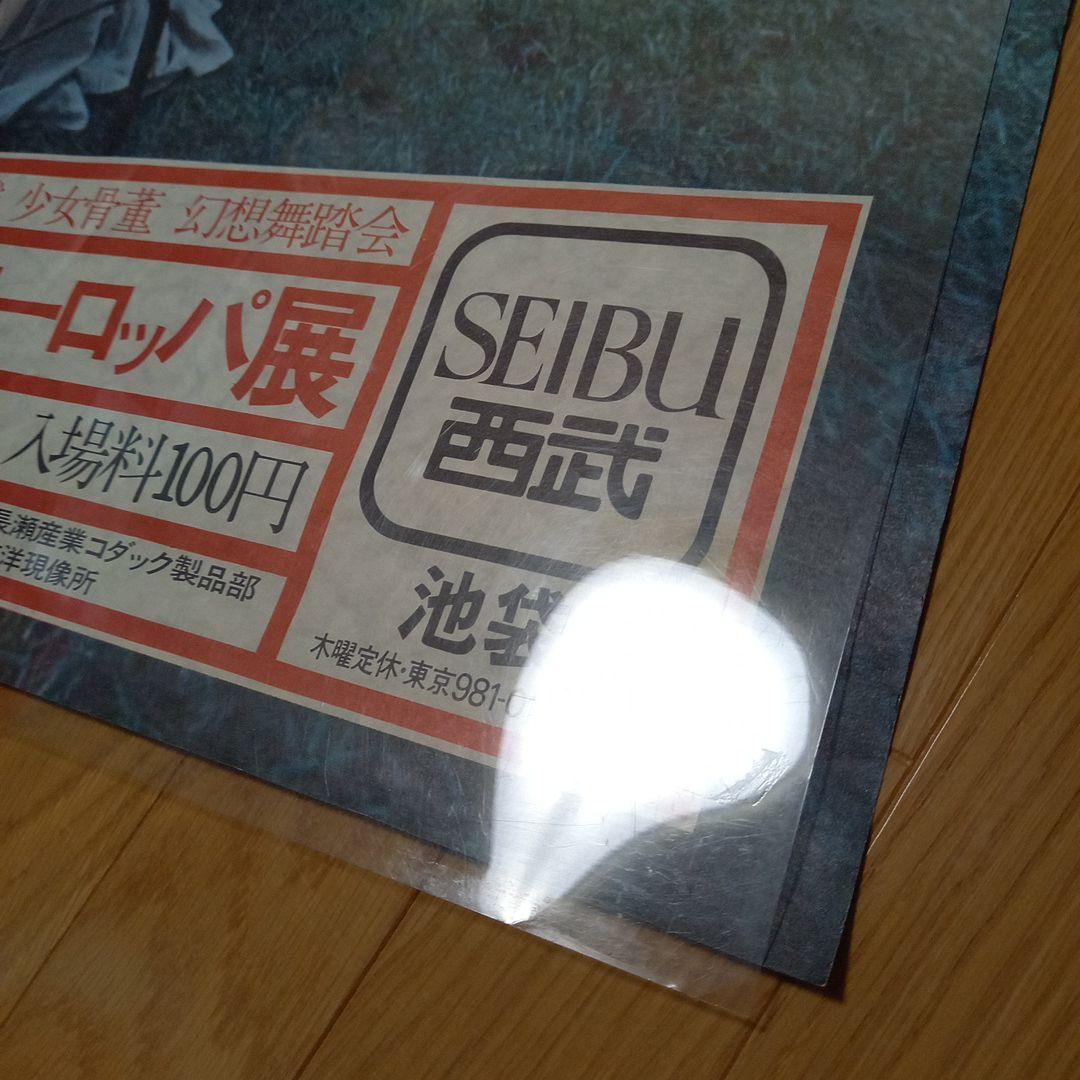 少女骨董 幻想舞踏会
ーロッパ展
入場料100円
長瀬産業コダック製品部
洋現像所
SEIBU
西武
池袋
木曜定休・東京981-0